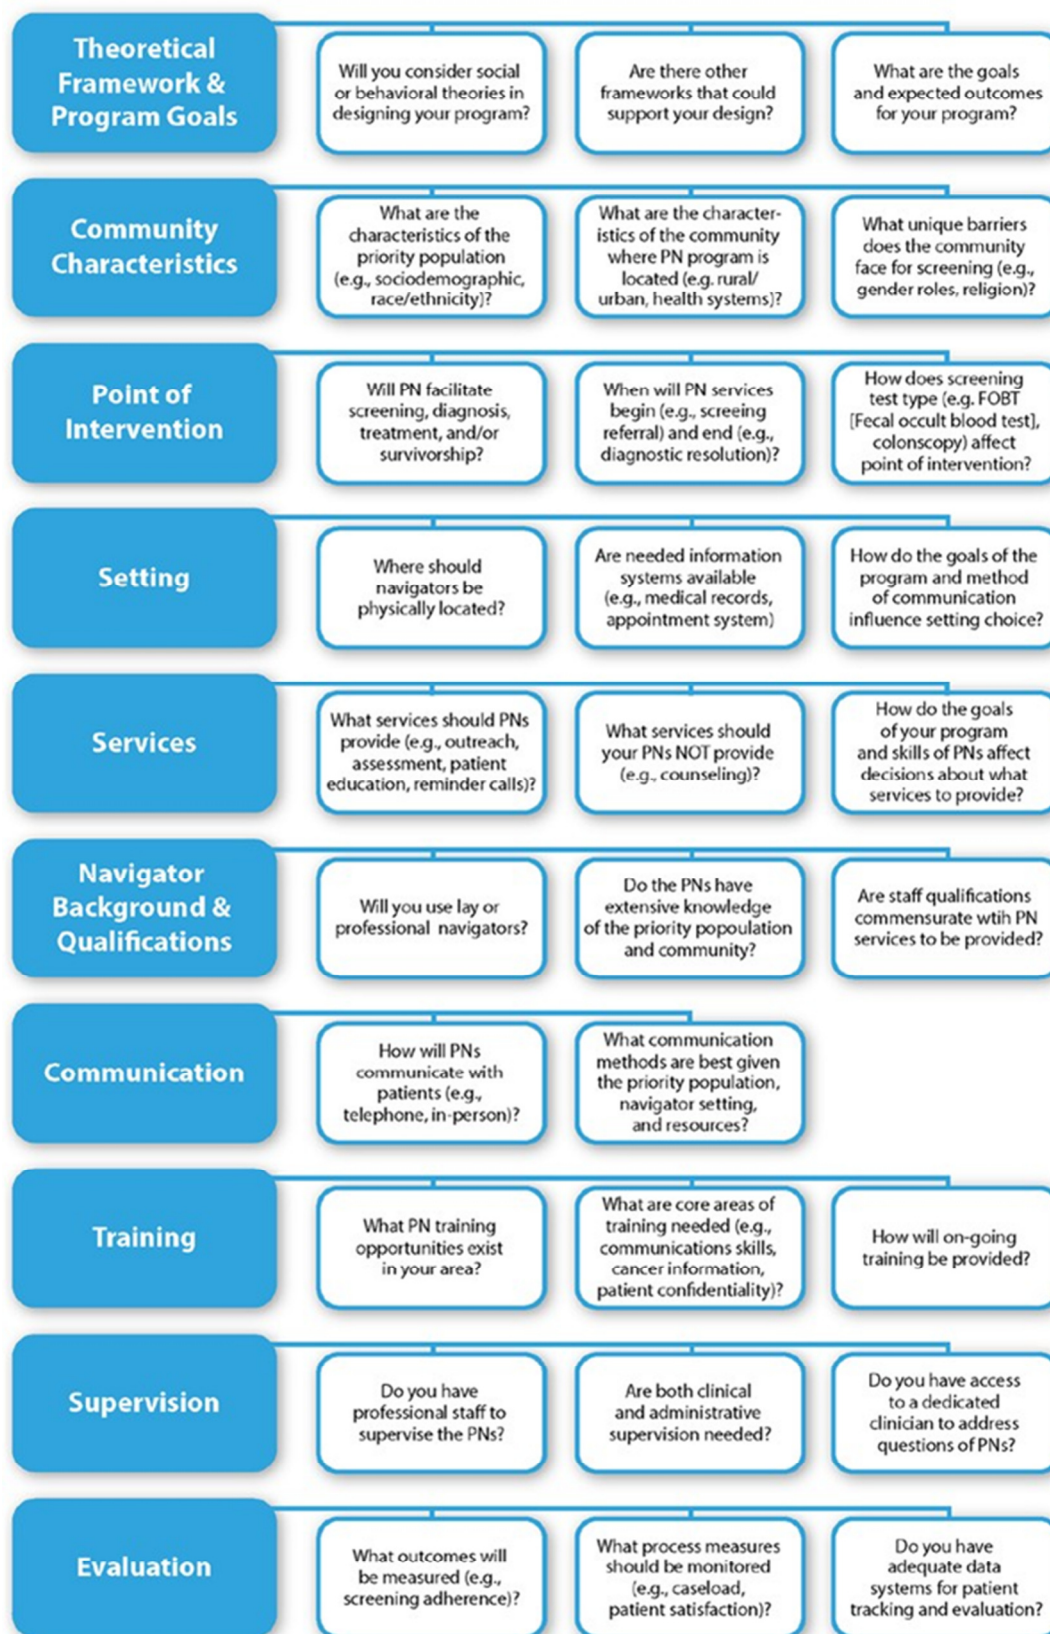 Theoretical
Framework &
Program Goals
Will you consider social
or behavioral theories in
designing your program?
Are there other
frameworks that could
support your design?
What are the goals
and expected outcomes
for your program?
Community
Characteristics
What are the
characteristics of the
priority population
(e.g., sociodemographic,
race/ethnicity)?
What are the character-
istics of the community
where PN program is
located (e.g. rural/
urban, health systems)?
What unique barriers
does the community
face for screening (e.g.,
gender roles, religion)?
Point of
Intervention
Will PN facilitate
screening, diagnosis,
treatment, and/or
survivorship?
When will PN services
begin (e.g., screeing
referral) and end (e.g.,
diagnostic resolution)?
How does screening
test type (e.g. FOBT
[Fecal occult blood test],
colonscopy) affect
point of intervention?
Setting
Where should
navigators be
physically located?
Are needed information
systems available
(e.g., medical records,
appointment system)
How do the goals of the
program and method
of communication
influence setting choice?
Services
What services should PNs
provide (e.g., outreach,
assessment, patient
education, reminder calls)?
What services should
your PNs NOT provide
(e.g., counseling)?
How do the goals
of your program
and skills of PNs affect
decisions about what
services to provide?
Navigator
Background &
Qualifications
Will you use lay or
professional navigators?
Do the PNs have
extensive knowledge
of the priority popoulation
and community?
Are staff qualifications
commensurate wtih PN
services to be provided?
Communication
How will PNs
communicate with
patients (e.g.,
telephone, in-person)?
What communication
methods are best given
the priority population,
navigator setting,
and resources?
Training
What PN training
opportunities exist
in your area?
What are core areas of
training needed (e.g.,
communications skills,
cancer information,
patient confidentiality)?
How will on-going
training be provided?
Supervision
Do you have
professional staff to
supervise the PNs?
Are both clinical
and administrative
supervision needed?
Do you have access
to a dedicated
clinician to address
questions of PNs?
Evaluation
What outcomes will
be measured (e.g.,
screening adherence)?
What process measures
should be monitored
(e.g., caseload,
patient satisfaction)?
Do you have
adequate data
systems for patient
tracking and evaluation?